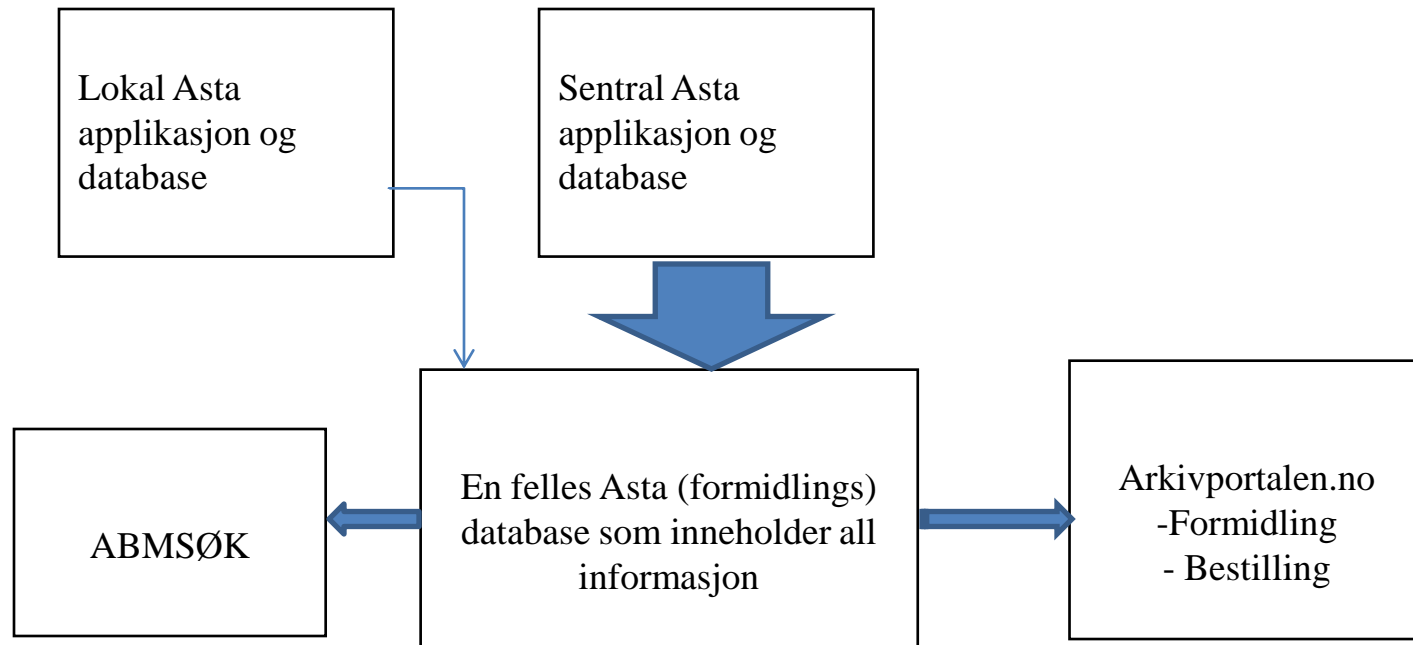 Lokal Asta
applikasjon og
database
Sentral Asta
applikasjon og
database
ABMSØK
En felles Asta (formidlings)
database som inneholder all
informasjon
Arkivportalen.no
-Formidling
- Bestilling